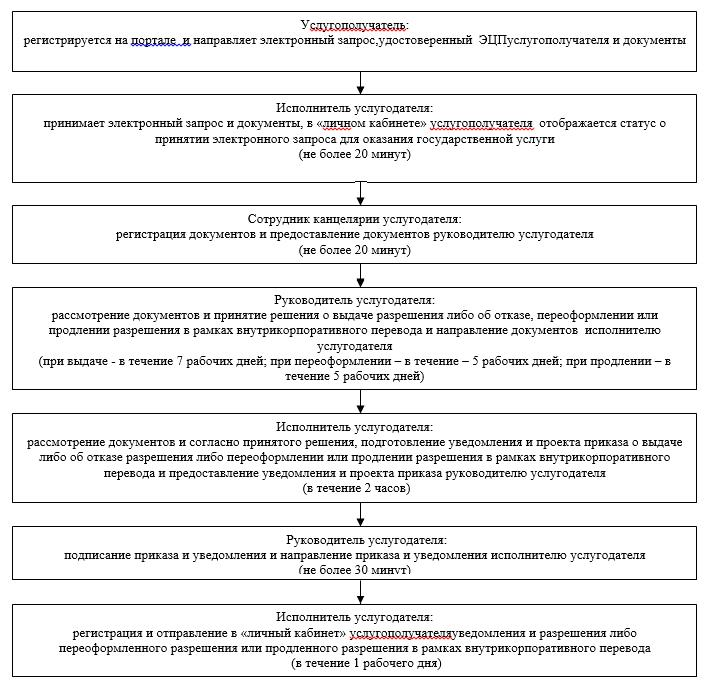 Услугополучатель:
регистрируется на портале и направляет электронный запрос,удостоверенный ЭЦПуслугополучателя и документы
Исполнитель услугодателя:
принимает электронный запрос и документы, в «личном кабинете» услугополучателя отображается статус о
принятии электронного запроса для оказания государственной услуги
(не более 20 минут)
Сотрудник канцелярии услугодателя:
регистрация документов и предоставление документов руководителю услугодателя
(не более 20 минут)
Руководитель услугодателя:
рассмотрение документов и принятие решения о выдаче разрешения либо об отказе, переоформлении или
продлении разрешения в рамках внутрикорпоративного перевода и направление документов исполнителю
услугодателя
(при выдаче - в течение 7 рабочих дней; при переоформлении – в течение – 5 рабочих дней; при продлении – в
течение 5 рабочих дней)
Исполнитель услугодателя:
рассмотрение документов и согласно принятого решения, подготовление уведомления и проекта приказа о выдаче
либо об отказе разрешения либо переоформлении или продлении разрешения в рамках внутрикорпоративного
перевода и предоставление уведомления и проекта приказа руководителю услугодателя
(в течение 2 часов)
Руководитель услугодателя:
подписание приказа и уведомления и направление приказа и уведомления исполнителю услугодателя
(не более 30 минут)
Исполнитель услугодателя:
регистрация и отправление в «личный кабинет» услугополучателяуведомления и разрешения либо
переоформленного разрешения или продленного разрешения в рамках внутрикорпоративного перевода
(в течение 1 рабочего дня)